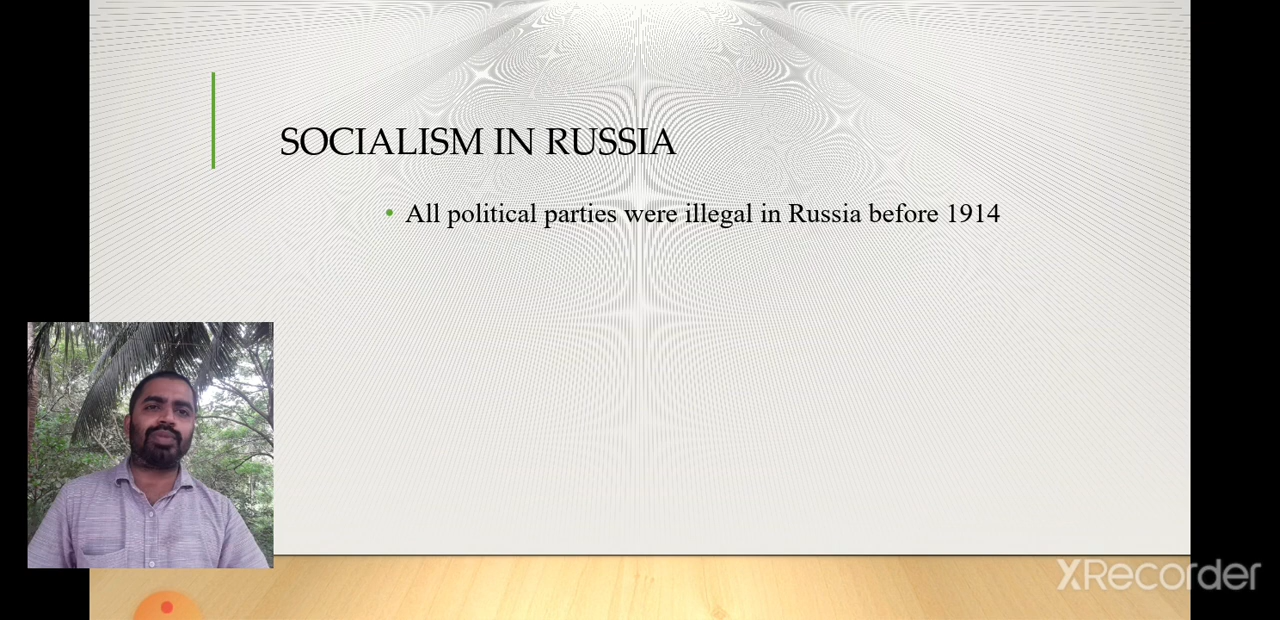 SOCIALISM IN RUSSIA
• All political parties were illegal in Russia before 1914
XRecorder